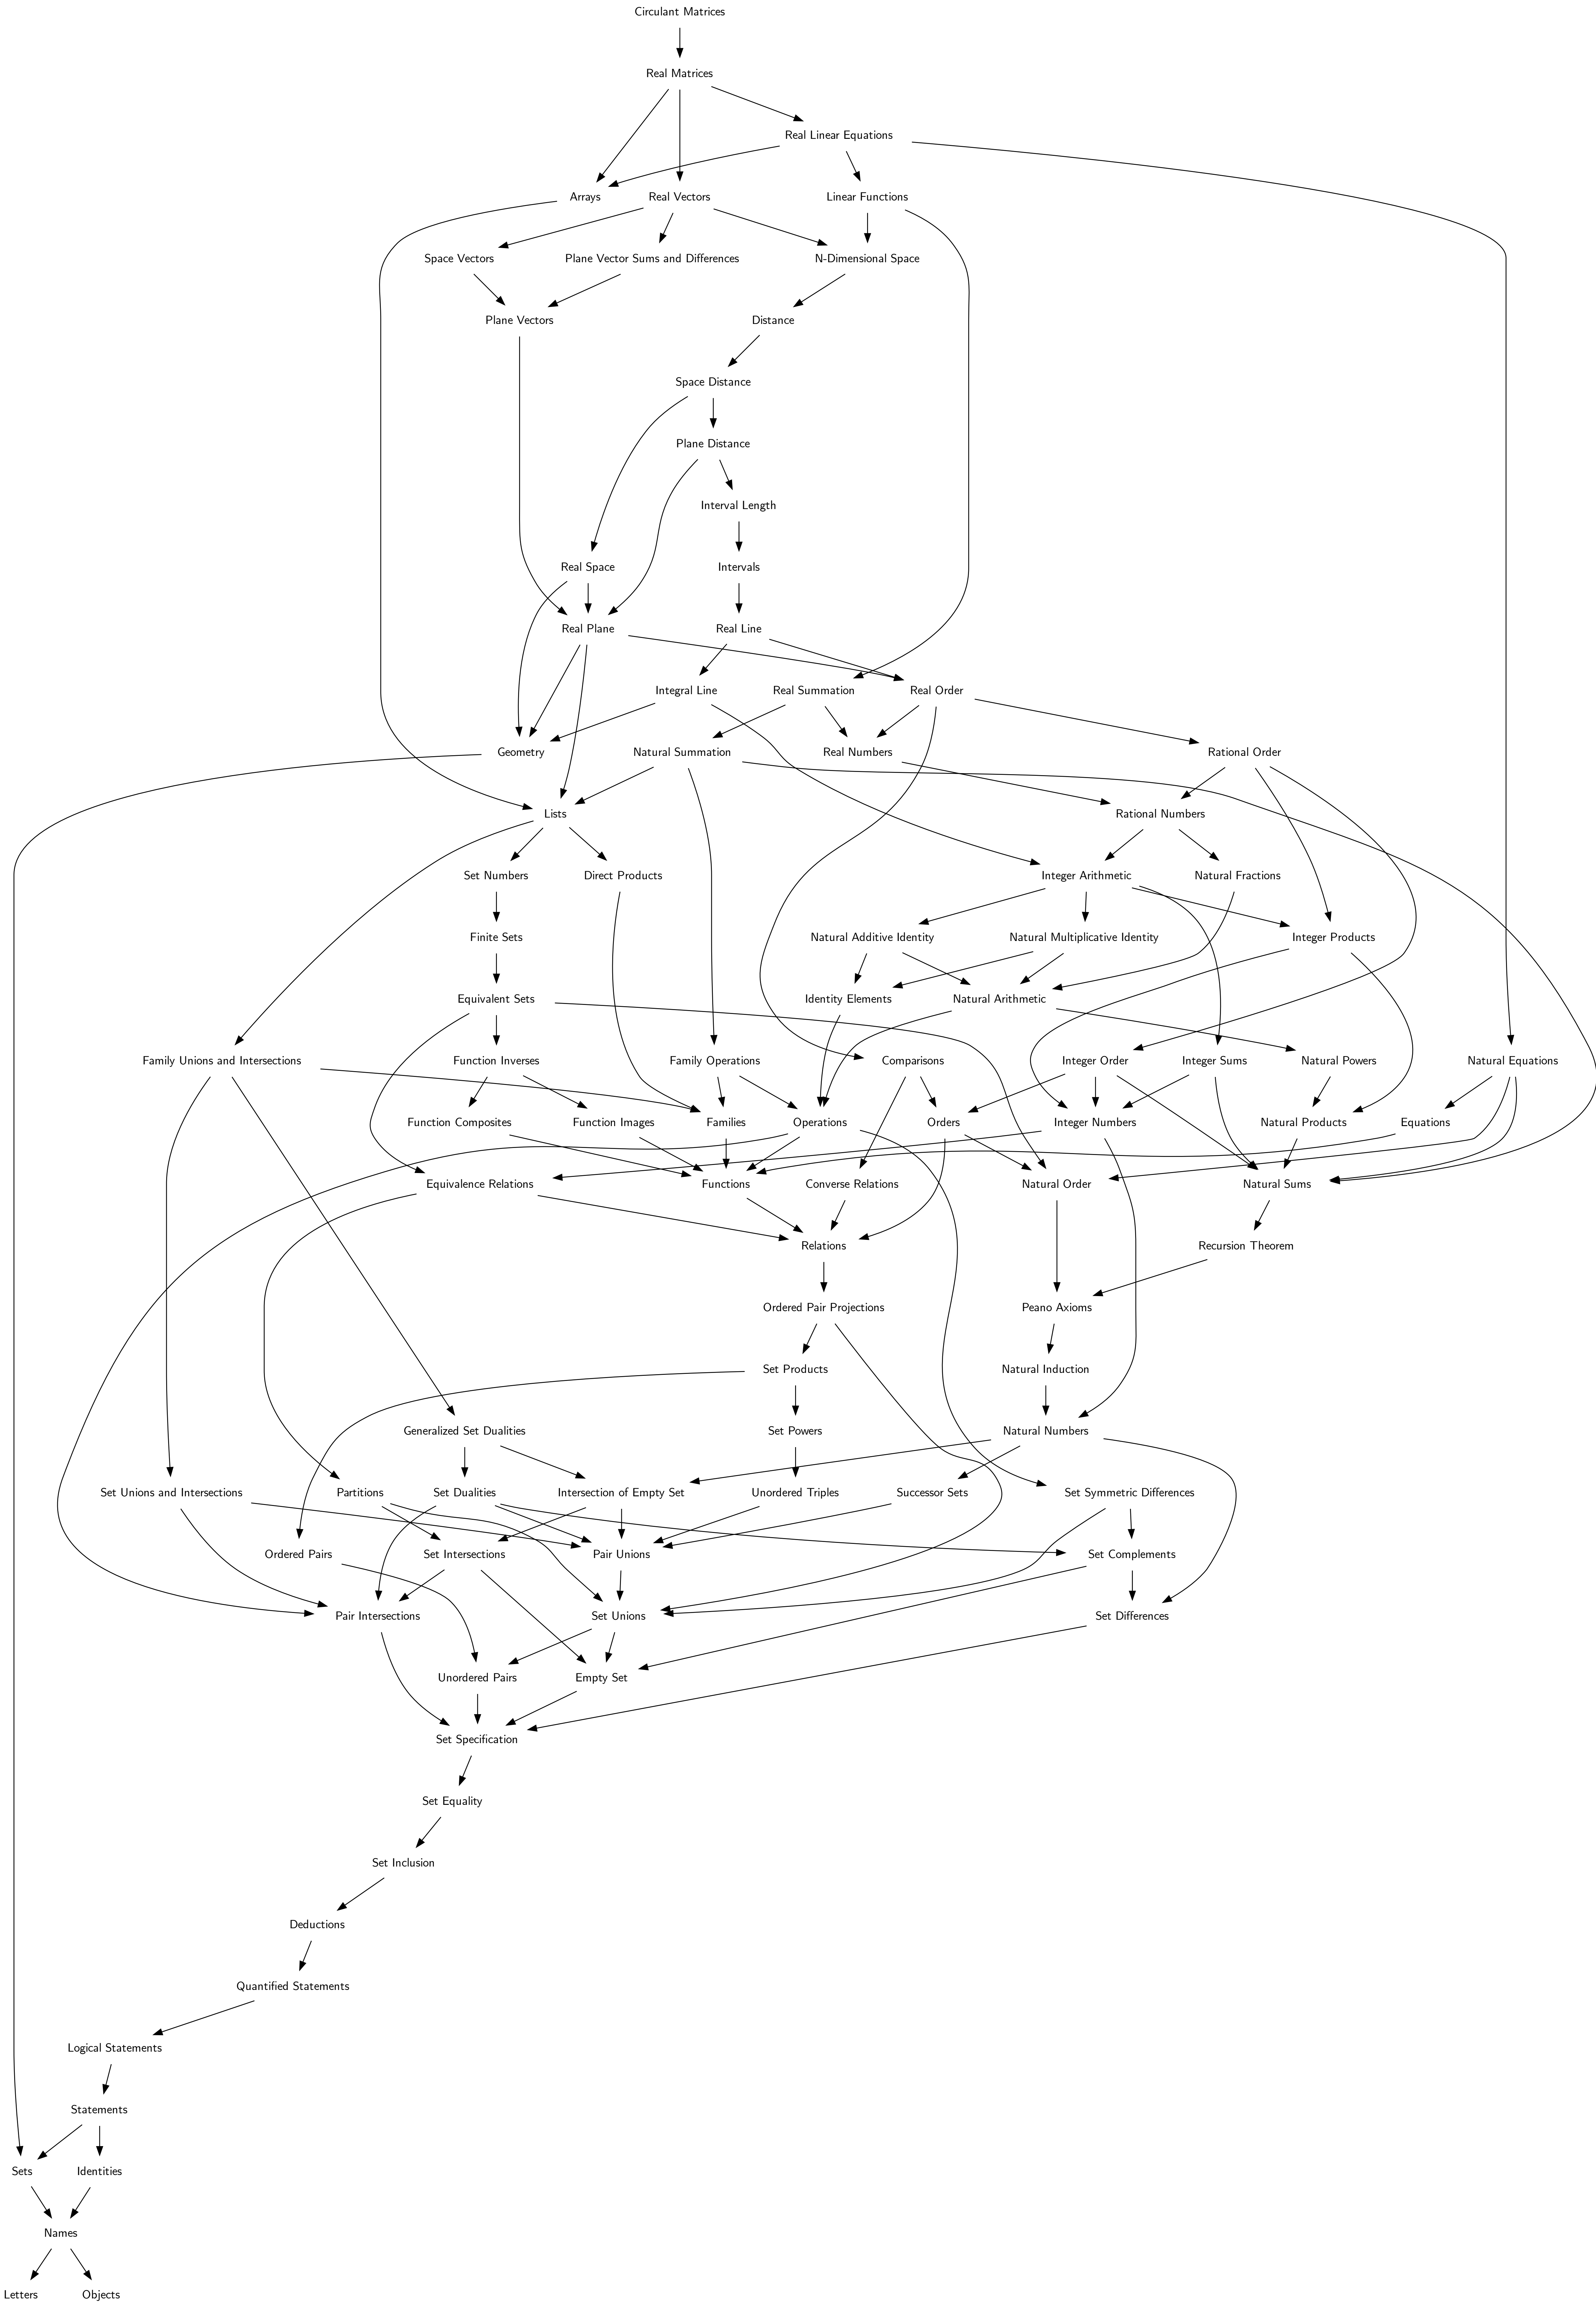 Circulant Matrices
Real Matrices
Real Linear Equations
Arrays
Real Vectors
Linear Functions
Space Vectors
Plane Vector Sums and Differences
N-Dimensional Space
Plane Vectors
Distance
Space Distance
Plane Distance
Interval Length
Real Space
Intervals
Real Plane
Real Line
Integral Line
Real Summation
Real Order
Geometry
Natural Summation
Real Numbers
Rational Order
Lists
Rational Numbers
Set Numbers
Direct Products
Integer Arithmetic
Natural Fractions
Finite Sets
Natural Additive Identity
Natural Multiplicative Identity
Integer Products
Equivalent Sets
Identity Elements
Natural Arithmetic
Family Unions and Intersections
Function Inverses
Family Operations
Comparisons
Integer Order
Integer Sums
Natural Powers
Natural Equations
Function Composites
Function Images
Families
Operations
Orders
Integer Numbers
Natural Products
Equations
Equivalence Relations
Functions
Converse Relations
Natural Order
Natural Sums
Relations
Recursion Theorem
Ordered Pair Projections
Peano Axioms
Set Products
Natural Induction
Generalized Set Dualities
Set Powers
Natural Numbers
Set Unions and Intersections
Partitions
Set Dualities
Intersection of Empty Set
Unordered Triples
Successor Sets
Set Symmetric Differences
Ordered Pairs
Set Intersections
Pair Unions
Set Complements
Pair Intersections
Set Unions
Set Differences
Unordered Pairs
Empty Set
Set Specification
Set Equality
Set Inclusion
Deductions
Quantified Statements
Logical Statements
Statements
Sets
Identities
Names
Letters
Objects